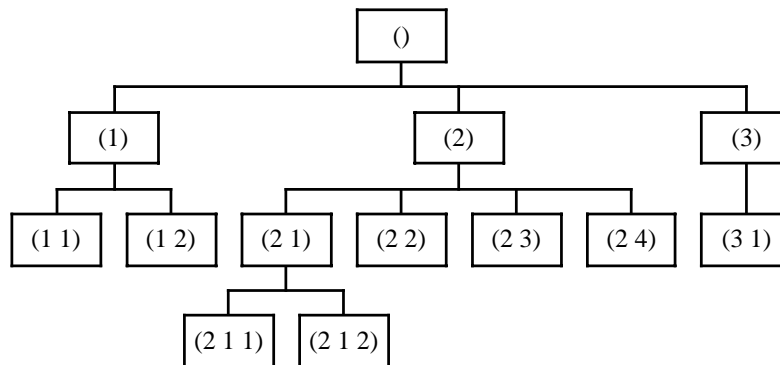 ()
(1) (2) (3)
(1 1) (1 2) (2 1) (2 2) (2 3) (2 4) (3 1)
(2 1 1) (2 1 2)